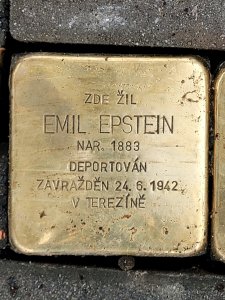 ZDE ŽIL
EMIL EPSTEIN
NAR. 1883
DEPORTOVÁN
ZAVRAŽDĚN 24.6.1942
V TEREZÍNĚ